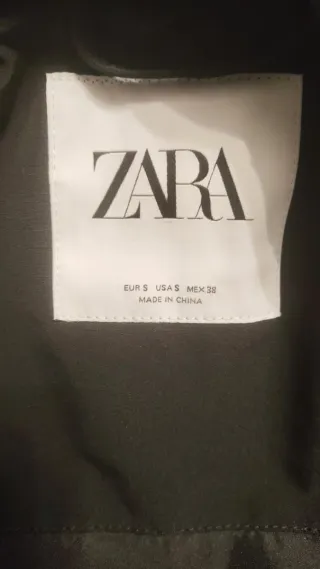 ZARA
EUR S USA S MEX 38
MADE IN CHINA